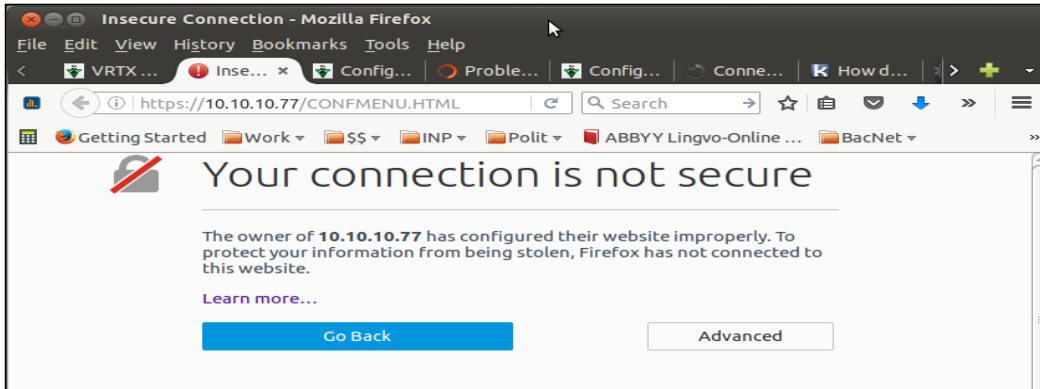 Insecure Connection - Mozilla Firefox
File Edit View History Bookmarks Tools Help
VRTX ... Inse... × Config... Proble... Config... Conne... K How d...
https://10.10.10.77/CONFMENU.HTML Search
Getting Started Work $$ INP Polit ABBYY Lingvo-Online ... BacNet »
Your connection is not secure
The owner of 10.10.10.77 has configured their website improperly. To
protect your information from being stolen, Firefox has not connected to
this website.
Learn more...
Go Back Advanced